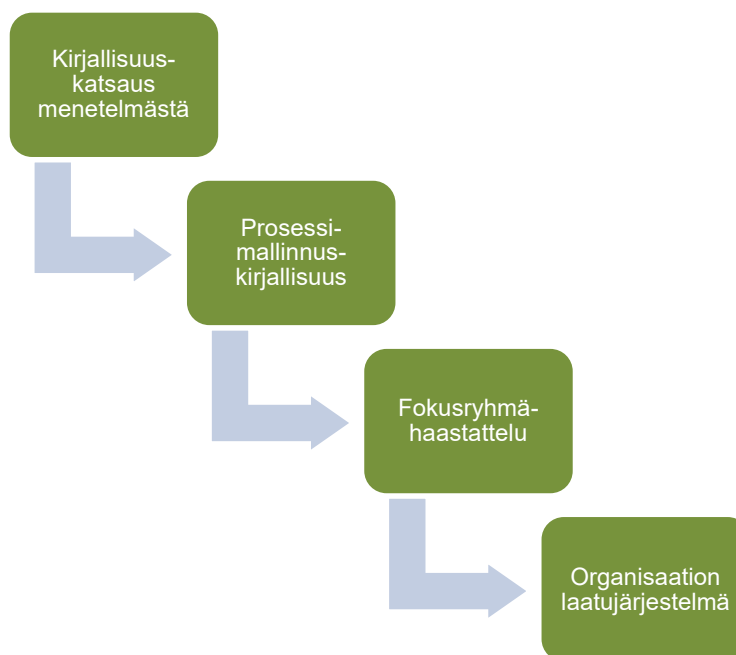 Kirjallisuus-
katsaus
menetelmästä
Prosessi-
mallinnus-
kirjallisuus
Fokusryhmä-
haastattelu
Organisaation
laatujärjestelmä